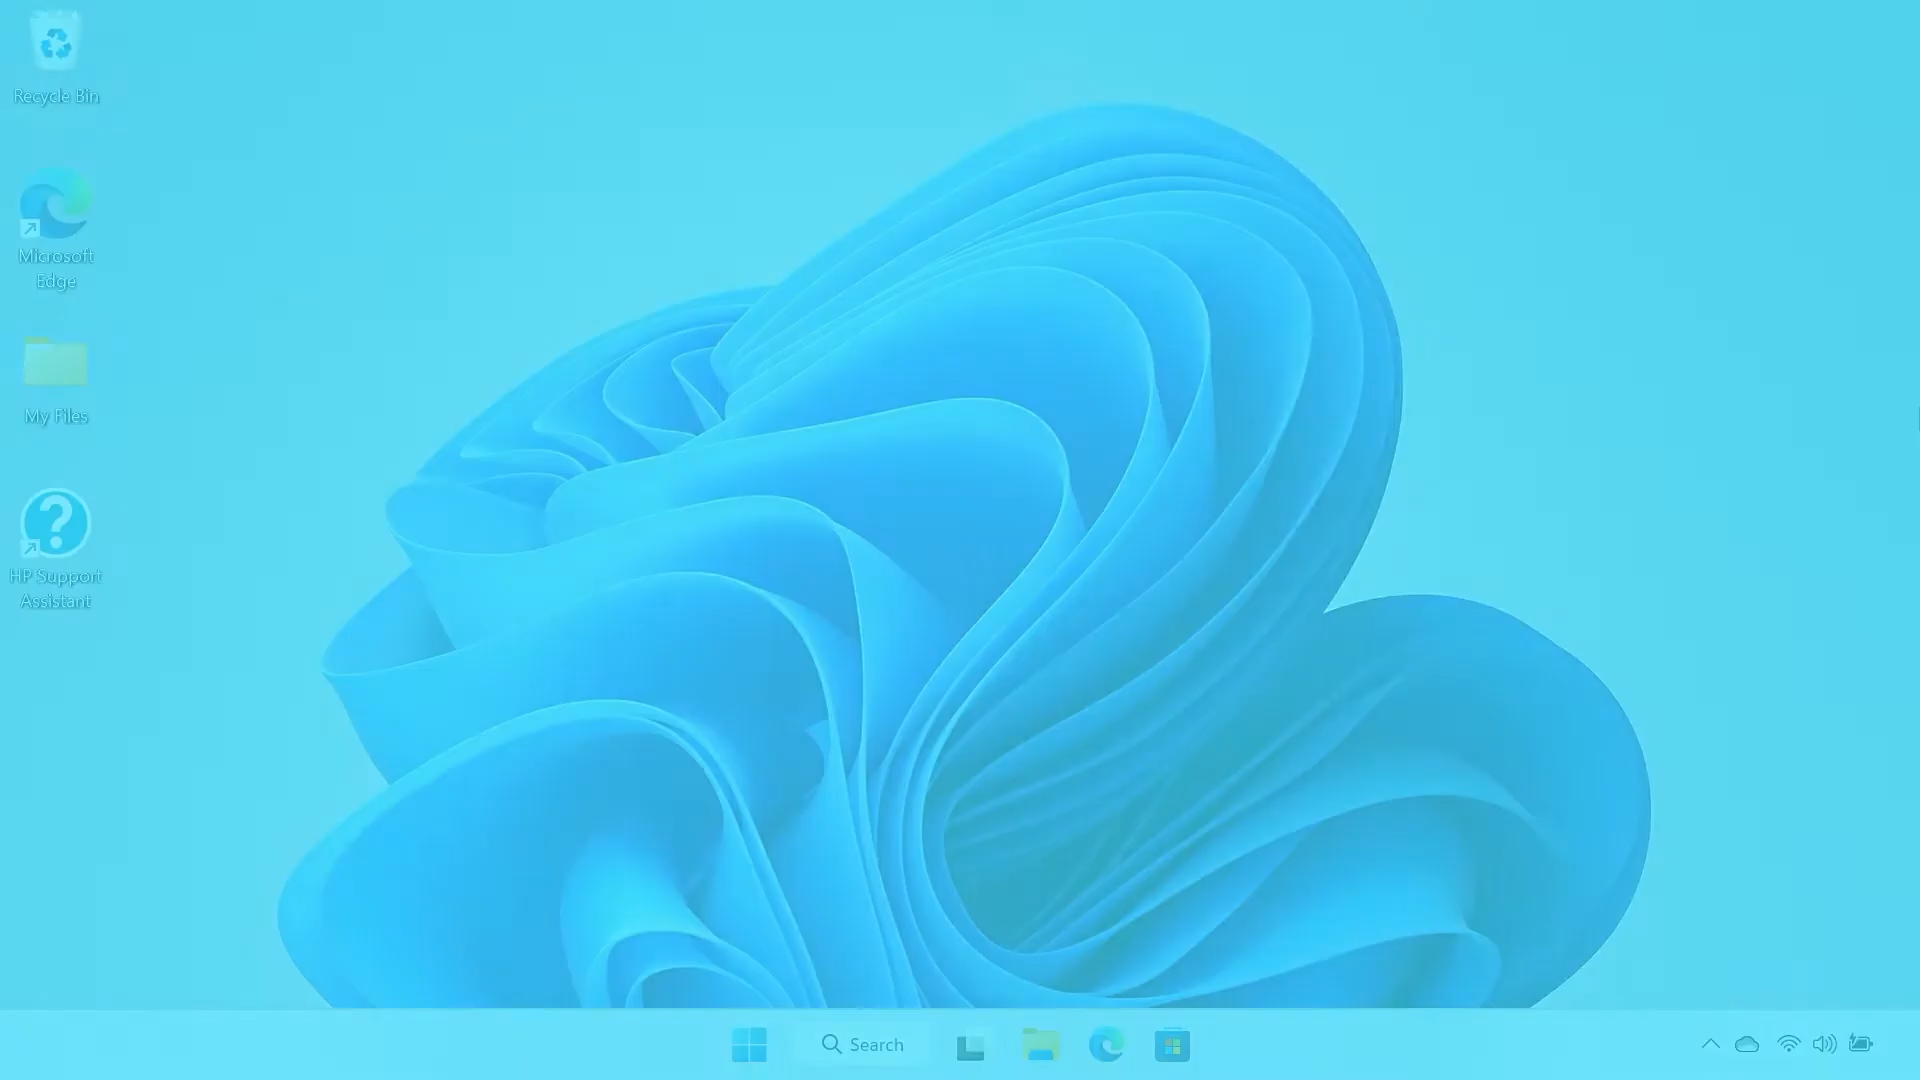 Recycle Bin
Microsoft
Edge
My Files
HP Support
Assistant
Search